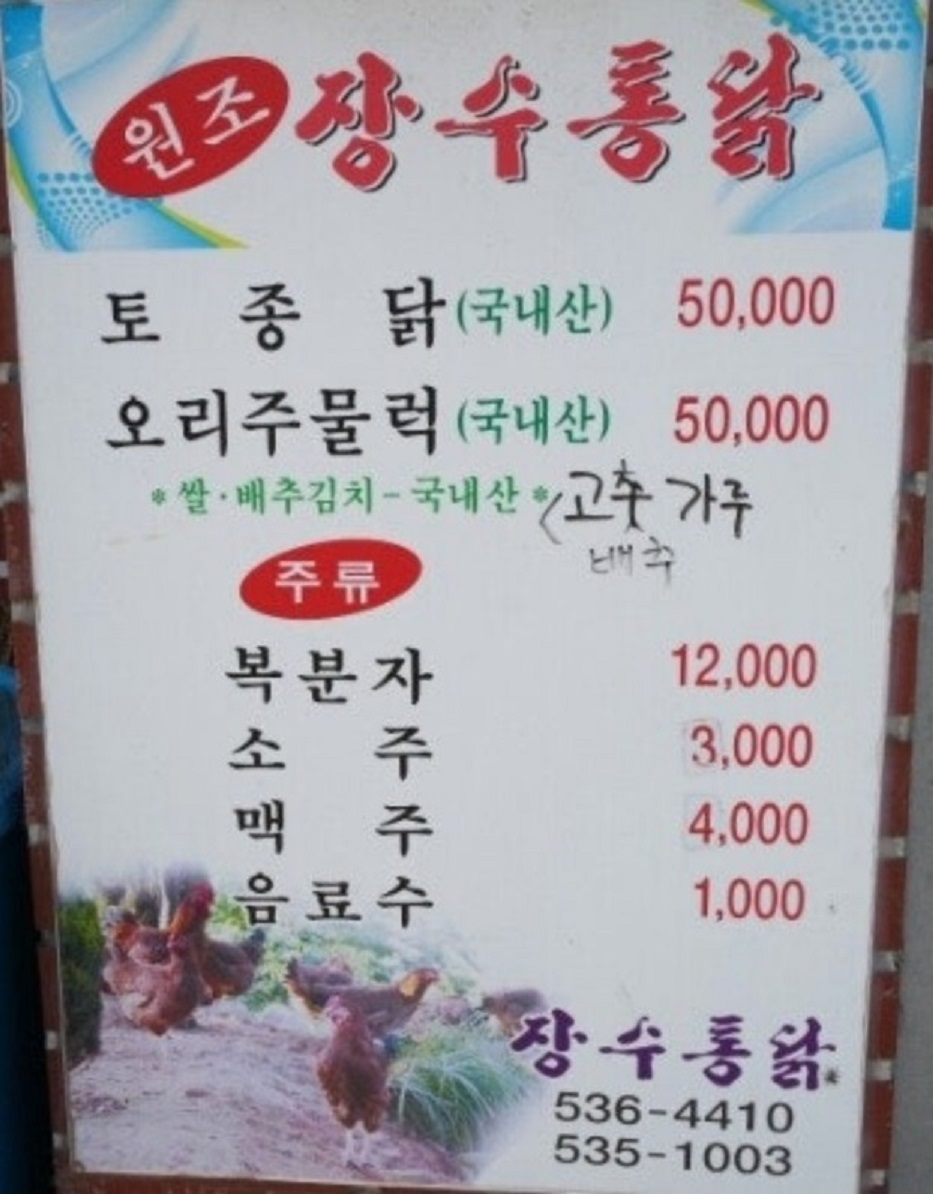 원조 장수통닭
토종닭 (국내산) 50,000
오리주물럭 (국내산) 50,000
* 쌀·배추김치-국내산 * (고춧가루
배추
주류
복분자 12,000
소주 3,000
맥주 4,000
음료수 1,000
장수통닭
536-4410
535-1003